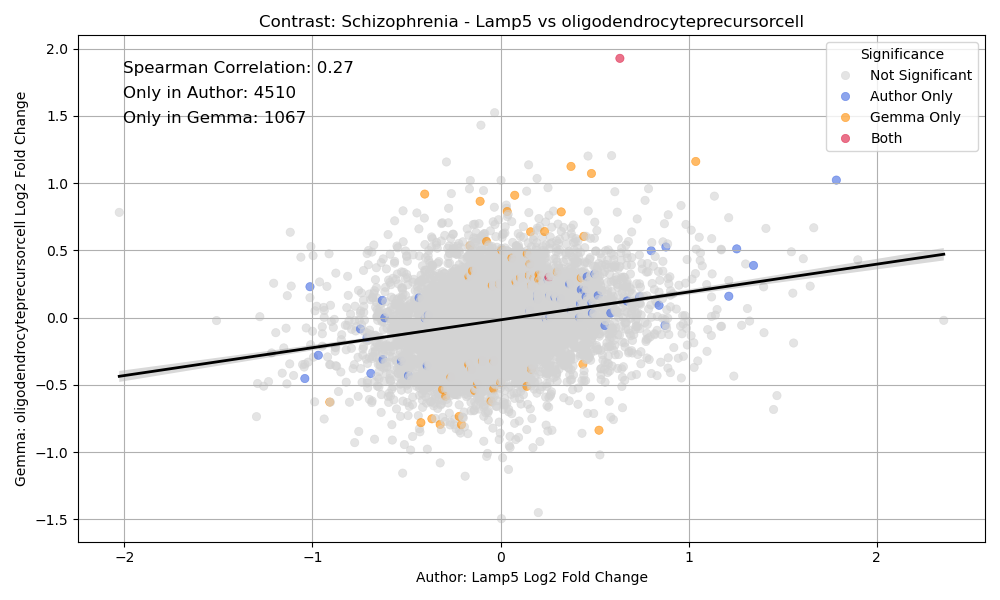 Contrast: Schizophrenia - Lamp5 vs oligodendrocyteprecursorcell
Spearman Correlation: 0.27
Only in Author: 4510
Only in Gemma: 1067
Significance
Not Significant
Author Only
Gemma Only
Both
Gemma: oligodendrocyteprecursorcell Log2 Fold Change
2.0
1.5
1.0
0.5
0.0
−0.5
−1.0
−1.5
−2
−1
0
1
2
Author: Lamp5 Log2 Fold Change